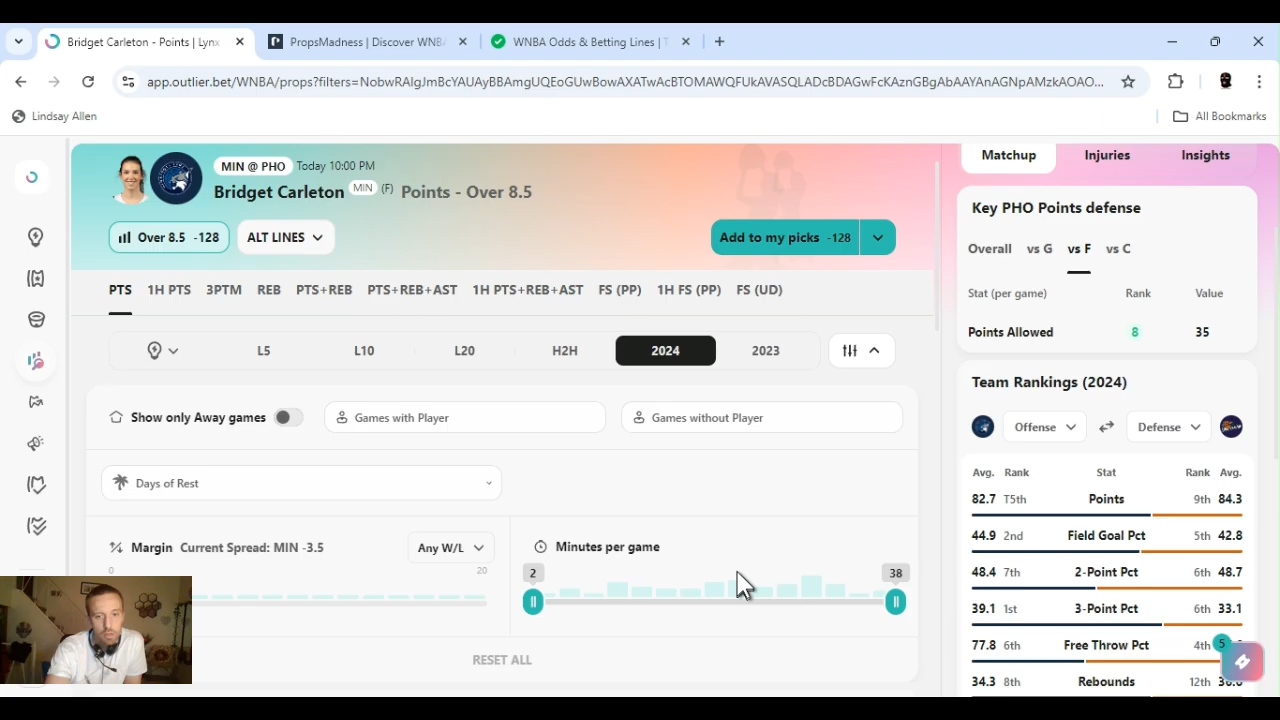 Bridget Carleton - Points | Lynx
PropsMadness | Discover WNB
WNBA Odds & Betting Lines | T
app.outlier.bet/WNBA/props?filters=NobwRAlgJmBcYAUAyBBAmgUQEoGUwBowAXATwAcBTOMAWQFUkAVASQLADcBDAGwFcKAznGBgAbAAYAnAGNpAMzkAOAO...
Lindsay Allen
All Bookmarks
MIN @ PHO Today 10:00 PM
Bridget Carleton MIN (F) Points - Over 8.5
Over 8.5 -128
ALT LINES
Add to my picks -128
PTS 1H PTS 3PTM REB PTS+REB PTS+REB+AST 1H PTS+REB+AST FS (PP) 1H FS (PP) FS (UD)
L5 L10 L20 H2H 2024 2023
Show only Away games
Games with Player
Games without Player
Days of Rest
Margin Current Spread: MIN -3.5
Any W/L
0 20
Minutes per game
2 38
RESET ALL
Matchup Injuries Insights
Key PHO Points defense
Overall vs G vs F vs C
Stat (per game) Rank Value
Points Allowed 8 35
Team Rankings (2024)
Offense Defense
Avg. Rank Stat Rank Avg.
82.7 T5th Points 9th 84.3
44.9 2nd Field Goal Pct 5th 42.8
48.4 7th 2-Point Pct 6th 48.7
39.1 1st 3-Point Pct 6th 33.1
77.8 6th Free Throw Pct 4th
5
34.3 8th Rebounds 12th